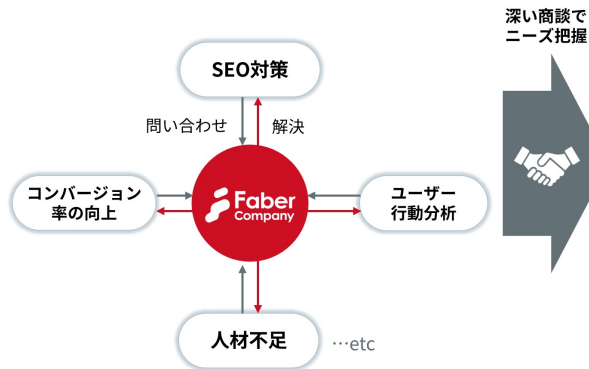 深い商談で
ニーズ把握
SEO対策
問い合わせ
解決
コンバージョン
率の向上
Faber
Company
ユーザー
行動分析
人材不足
…etc